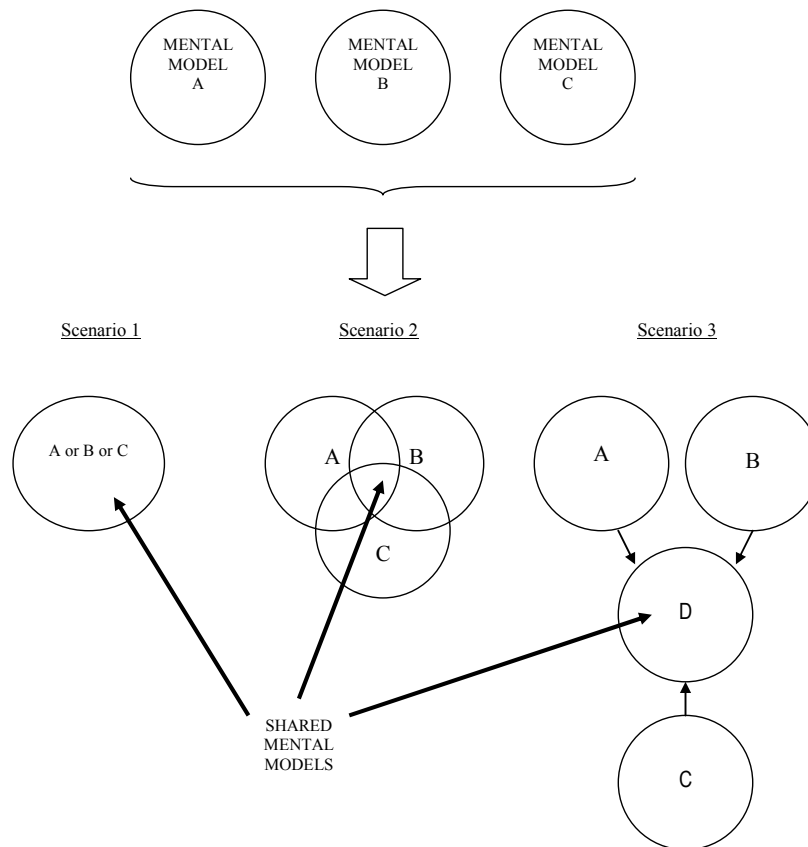 MENTAL
MODEL
A
MENTAL
MODEL
B
MENTAL
MODEL
C
Scenario 1
Scenario 2
Scenario 3
A or B or C
A
B
C
A
B
D
C
SHARED
MENTAL
MODELS